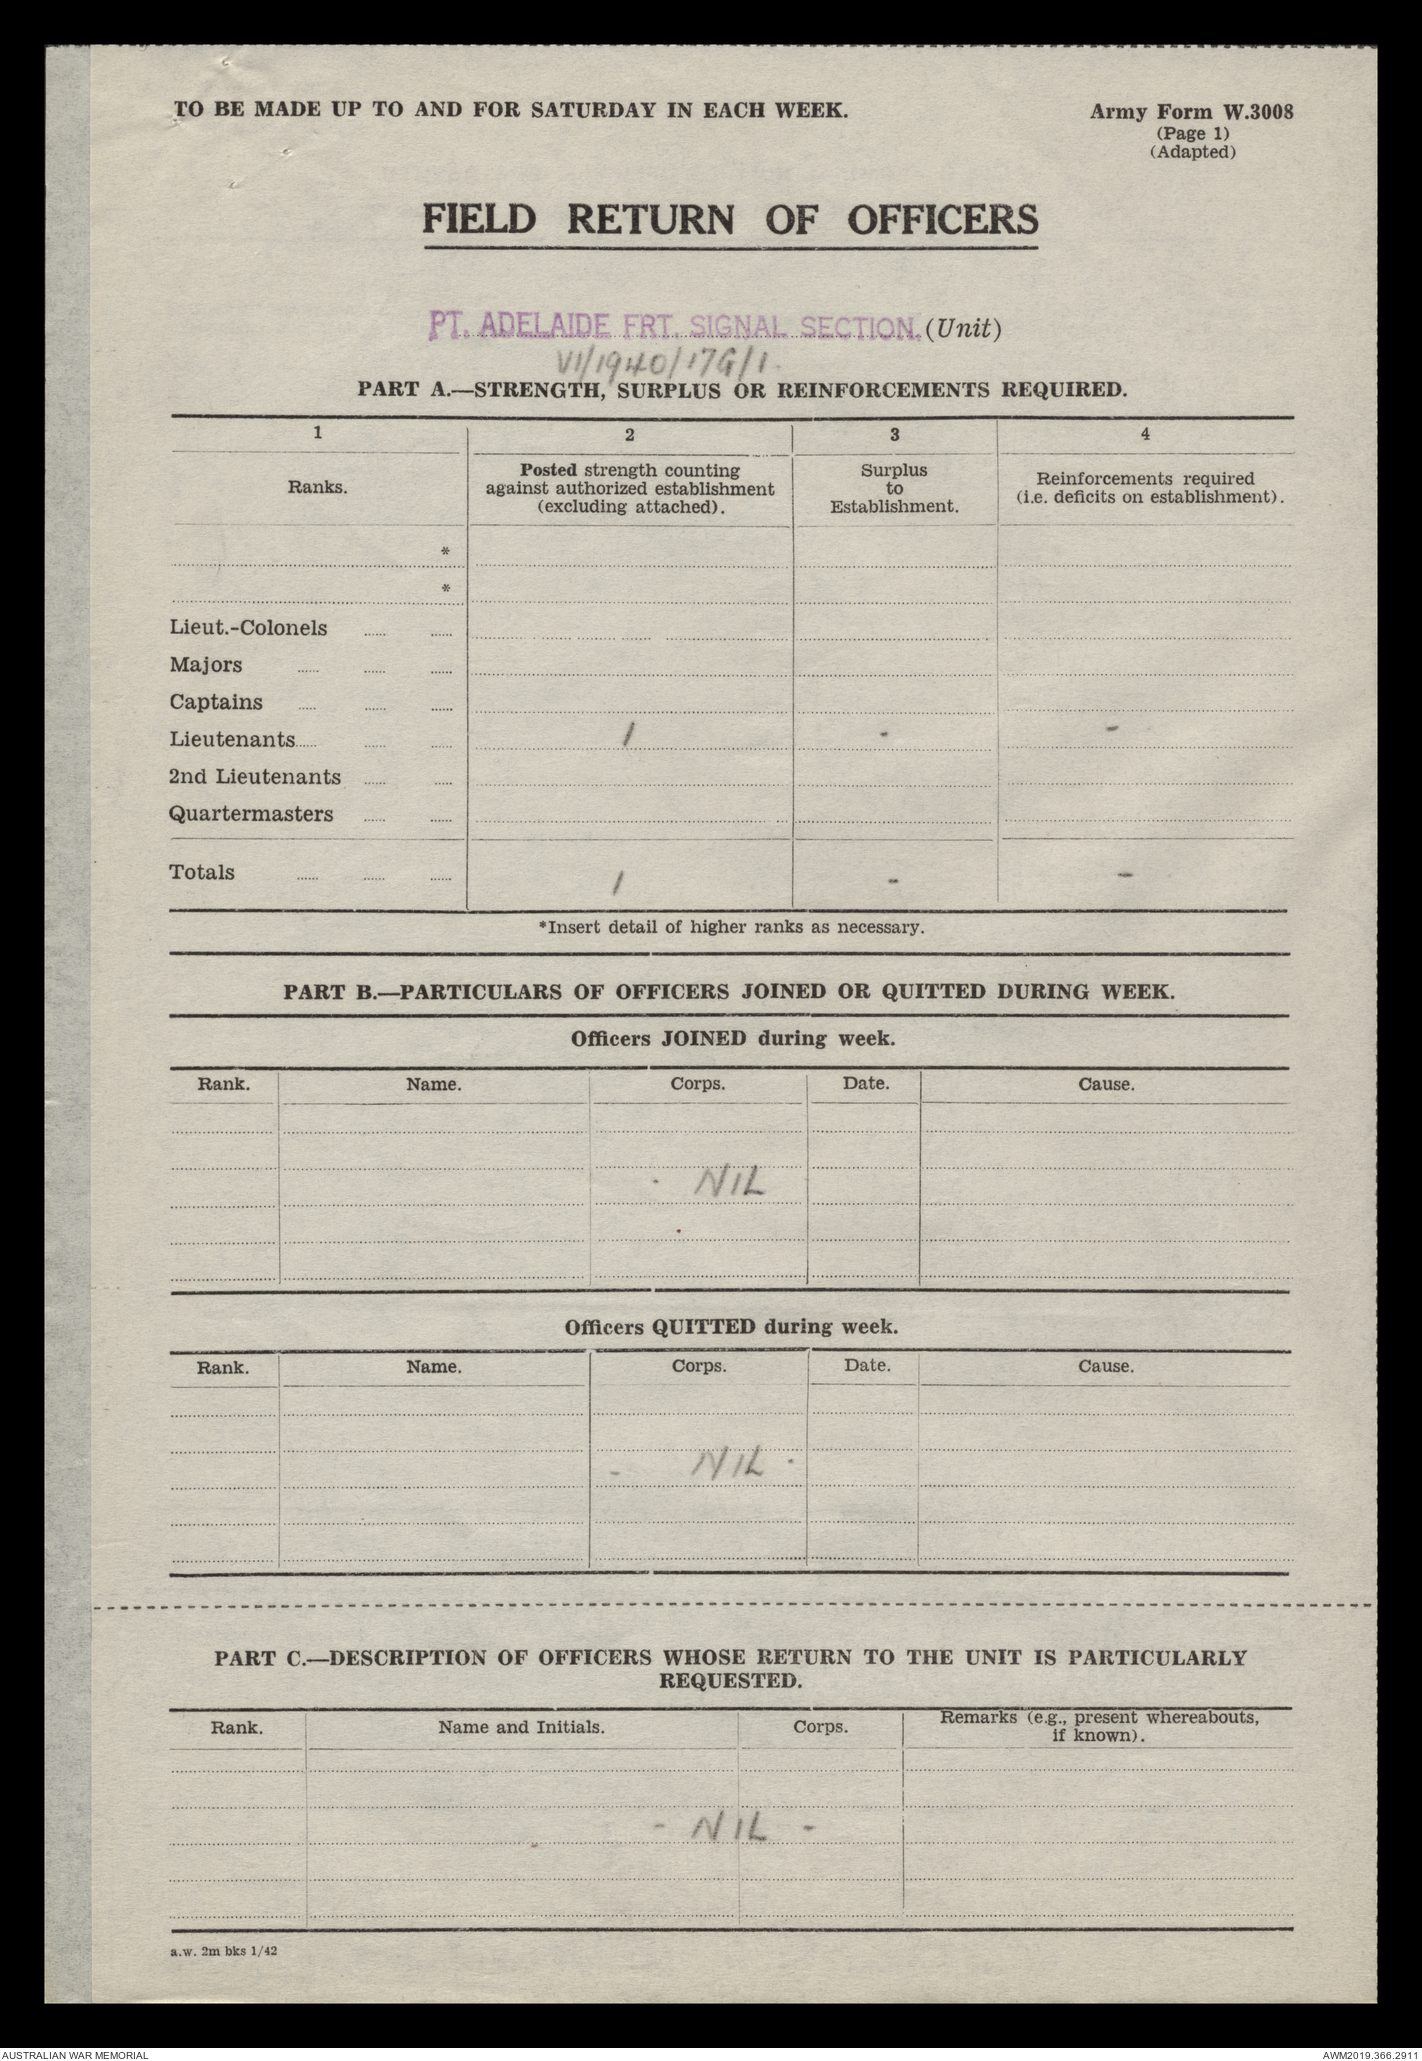 TO BE MADE UP TO AND FOR SATURDAY IN EACH WEEK.
Army Form W.3008
(Page 1)
(Adapted)
FIELD RETURN OF OFFICERS
PT. ADELAIDE FRT. SIGNAL SECTION. (Unit)
VI/1940/17G/1.
PART A.—STRENGTH, SURPLUS OR REINFORCEMENTS REQUIRED.
1 2 3 4
Ranks.
Posted strength counting
against authorized establishment
(excluding attached).
Surplus
to
Establishment.
Reinforcements required
(i.e. deficits on establishment).
*
*
Lieut.-Colonels
Majors
Captains
Lieutenants 1 - -
2nd Lieutenants
Quartermasters
Totals 1 - -
*Insert detail of higher ranks as necessary.
PART B.—PARTICULARS OF OFFICERS JOINED OR QUITTED DURING WEEK.
Officers JOINED during week.
Rank. Name. Corps. Date. Cause.
- NIL
Officers QUITTED during week.
Rank. Name. Corps. Date. Cause.
- NIL -
PART C.—DESCRIPTION OF OFFICERS WHOSE RETURN TO THE UNIT IS PARTICULARLY
REQUESTED.
Rank. Name and Initials. Corps.
Remarks (e.g., present whereabouts,
if known).
- NIL -
a.w. 2m bks 1/42
AUSTRALIAN WAR MEMORIAL
AWM2019.366.2911